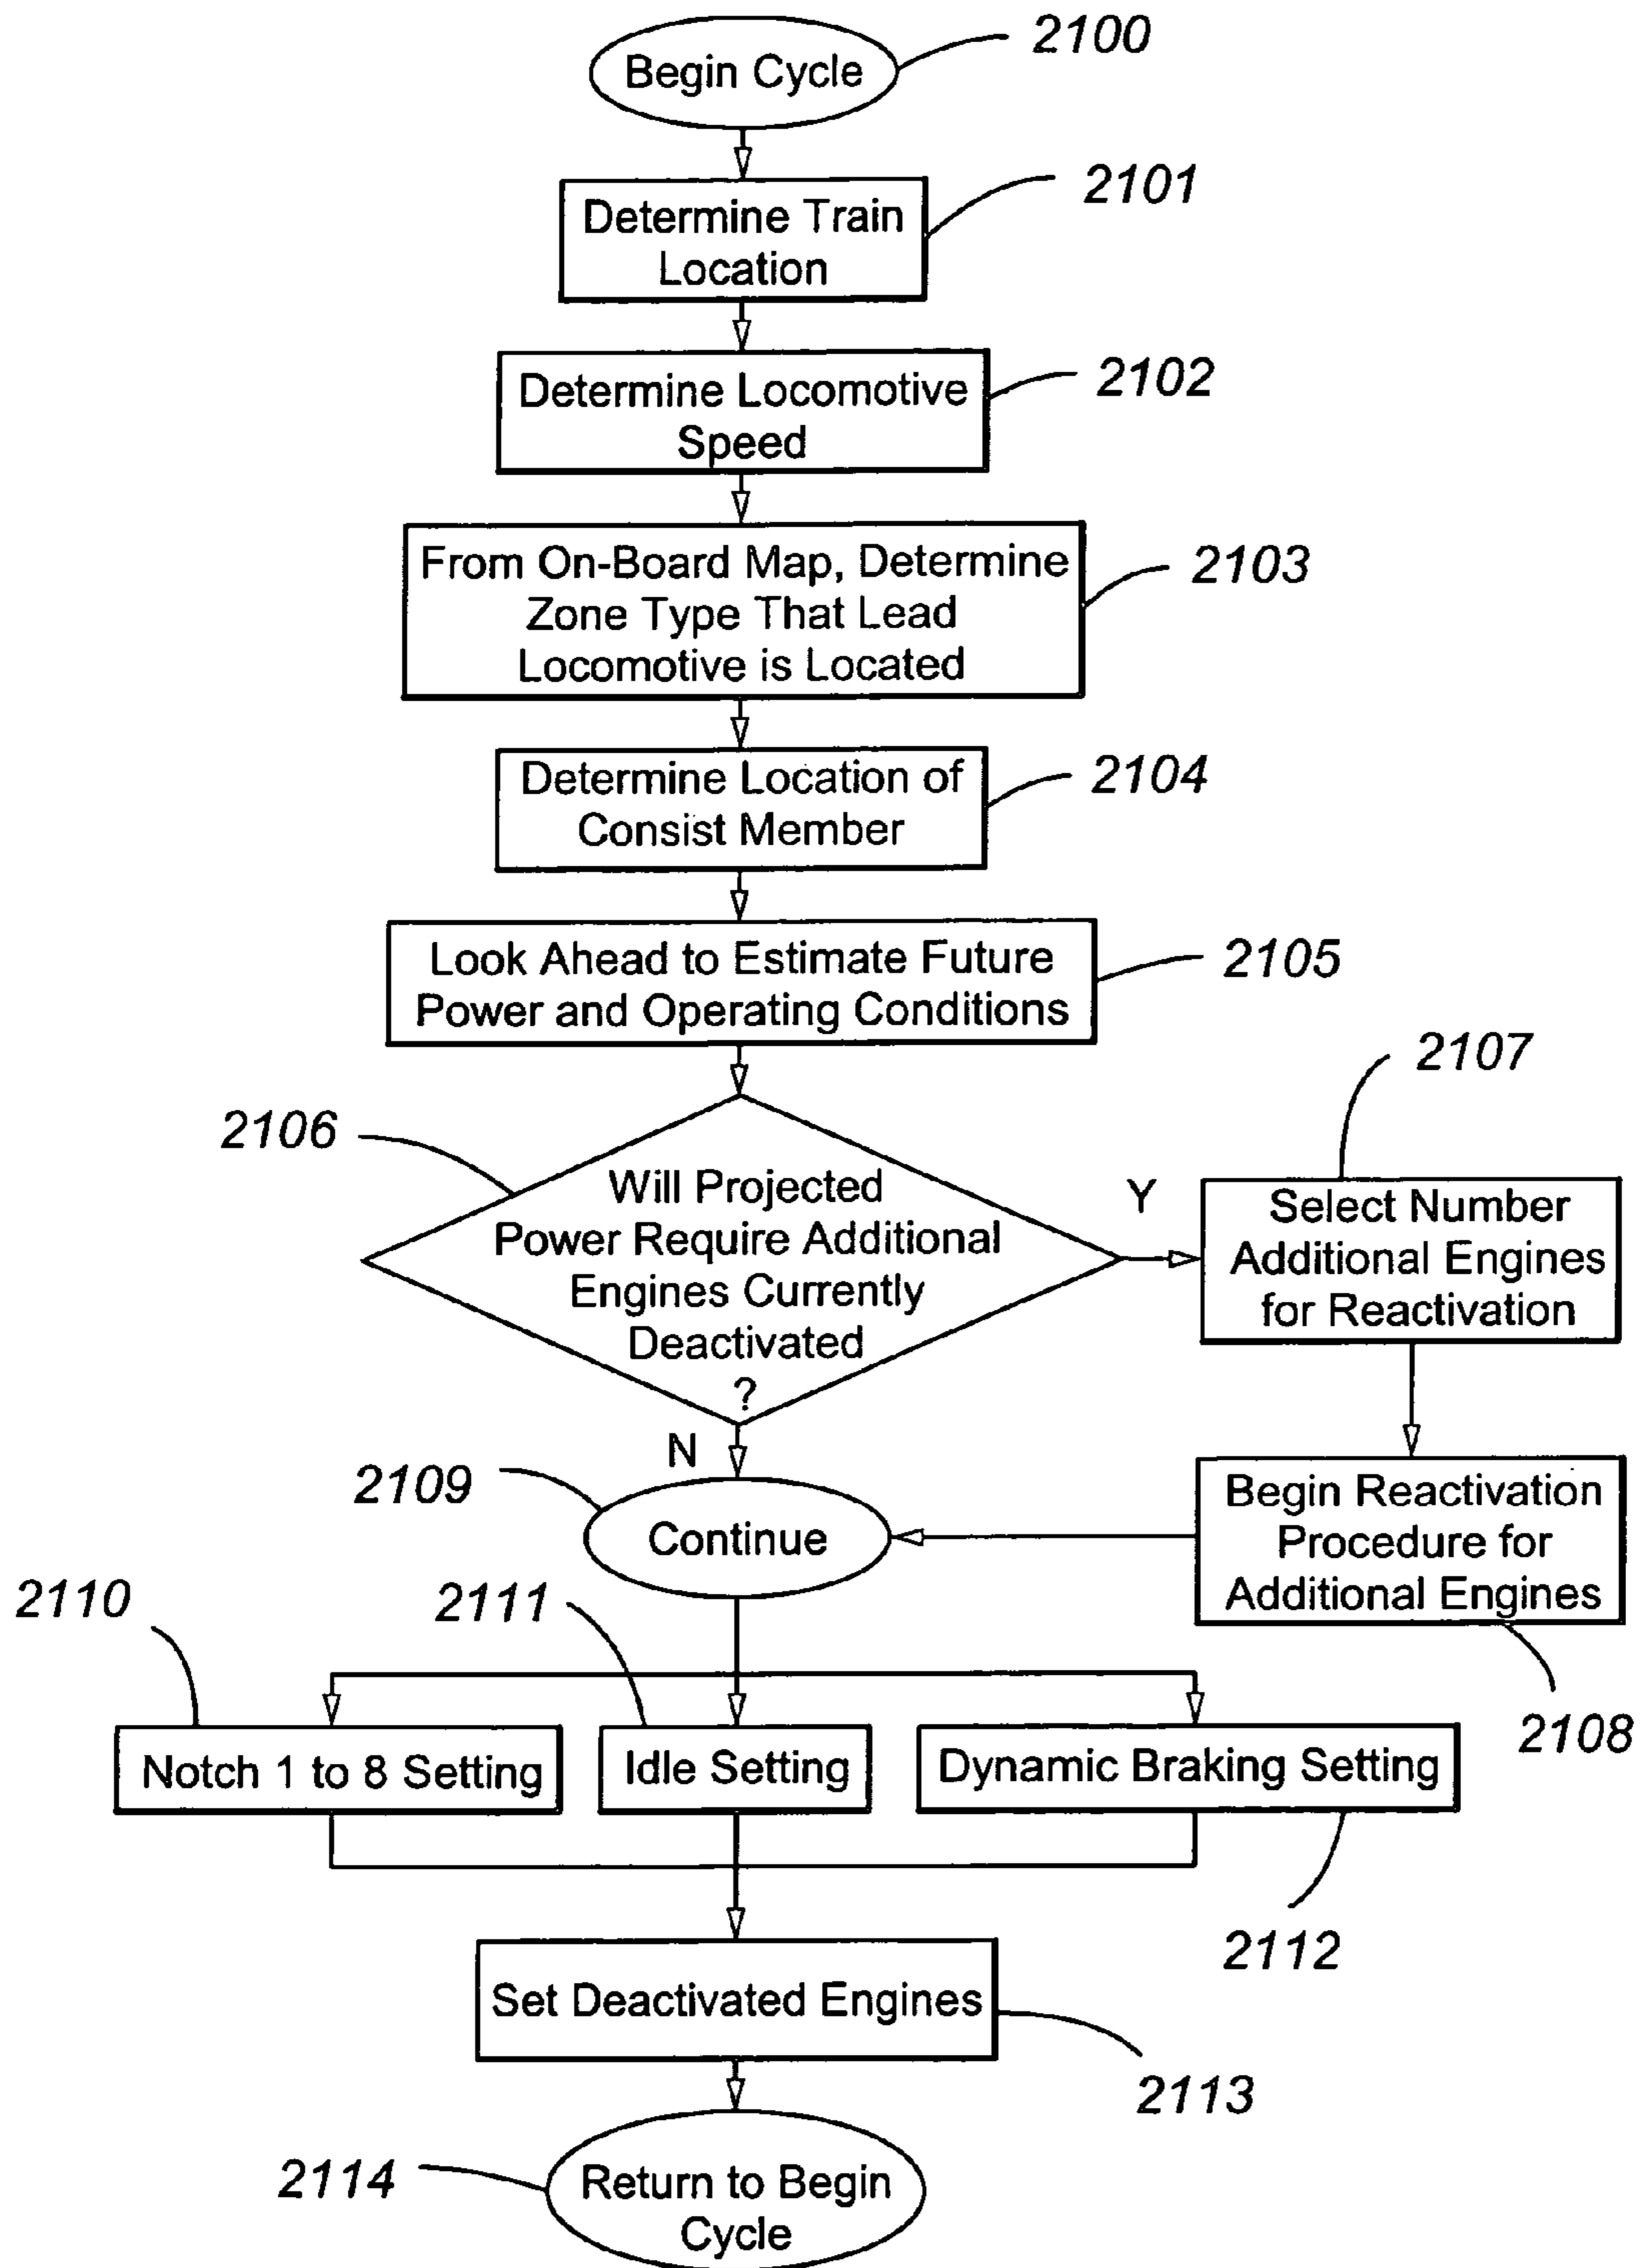 Begin Cycle
2100
Determine Train
Location
2101
Determine Locomotive
Speed
2102
From On-Board Map, Determine
Zone Type That Lead
Locomotive is Located
2103
Determine Location of
Consist Member
2104
Look Ahead to Estimate Future
Power and Operating Conditions
2105
2106
Will Projected
Power Require Additional
Engines Currently
Deactivated
?
Y
N
2107
Select Number
Additional Engines
for Reactivation
Begin Reactivation
Procedure for
Additional Engines
2108
2109
Continue
2110
Notch 1 to 8 Setting
2111
Idle Setting
Dynamic Braking Setting
2112
Set Deactivated Engines
2113
2114
Return to Begin
Cycle